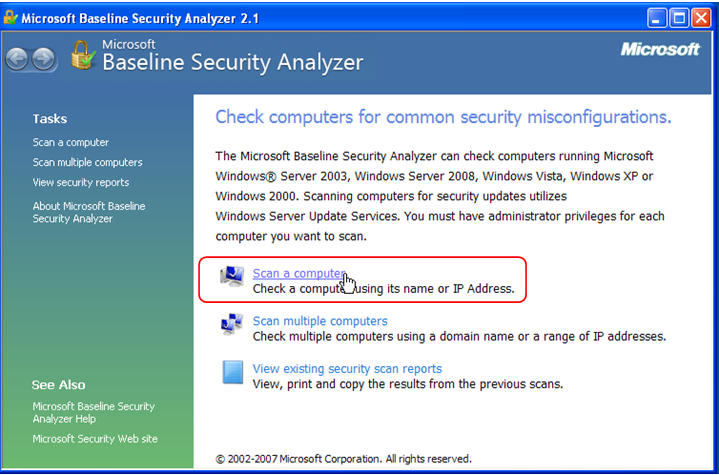 Microsoft Baseline Security Analyzer 2.1
Microsoft
Baseline Security Analyzer
Microsoft
Tasks
Scan a computer
Scan multiple computers
View security reports
About Microsoft Baseline
Security Analyzer
See Also
Microsoft Baseline Security
Analyzer Help
Microsoft Security Web site
Check computers for common security misconfigurations.
The Microsoft Baseline Security Analyzer can check computers running Microsoft
Windows® Server 2003, Windows Server 2008, Windows Vista, Windows XP or
Windows 2000. Scanning computers for security updates utilizes
Windows Server Update Services. You must have administrator privileges for each
computer you want to scan.
Scan a computer
Check a computer using its name or IP Address.
Scan multiple computers
Check multiple computers using a domain name or a range of IP addresses.
View existing security scan reports
View, print and copy the results from the previous scans.
© 2002-2007 Microsoft Corporation. All rights reserved.